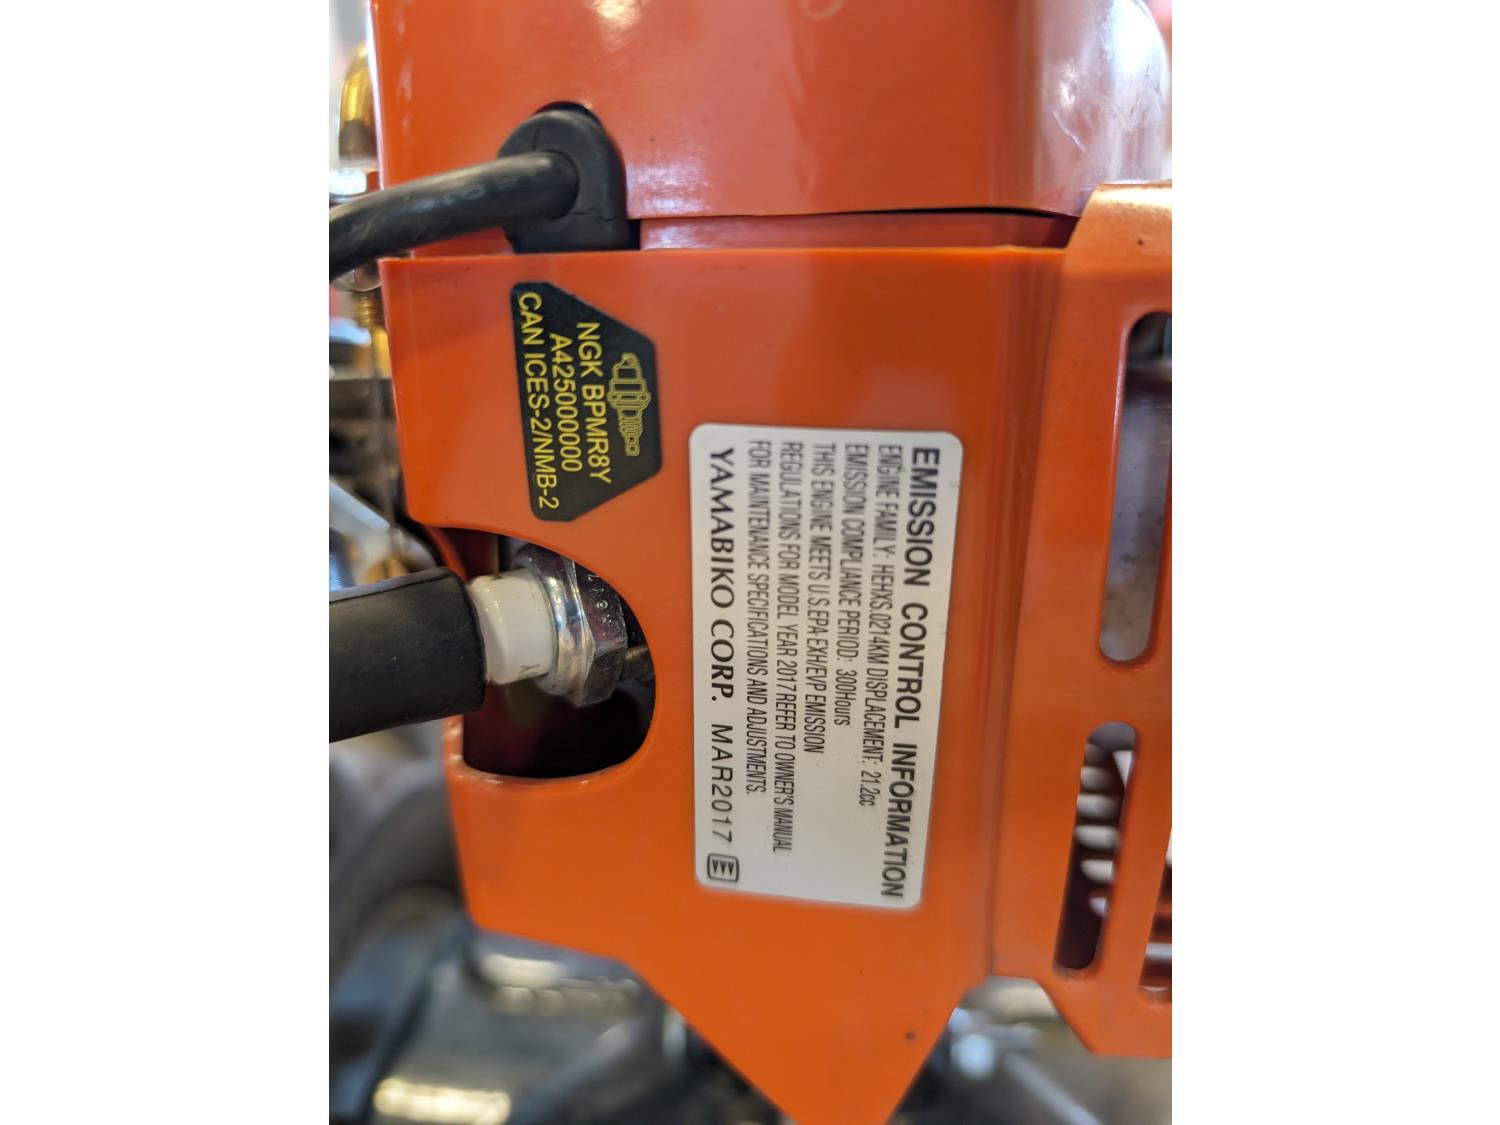 NGK BPMR8Y
A425000000
CAN ICES-2/NMB-2
EMISSION CONTROL INFORMATION
ENGINE FAMILY: HEHXS.0214KM DISPLACEMENT: 21.2cc
EMISSION COMPLIANCE PERIOD: 300Hours
THIS ENGINE MEETS U.S.EPA EXH/EVP EMISSION
REGULATIONS FOR MODEL YEAR 2017 REFER TO OWNER'S MANUAL
FOR MAINTENANCE SPECIFICATIONS AND ADJUSTMENTS.
YAMABIKO CORP. MAR2017